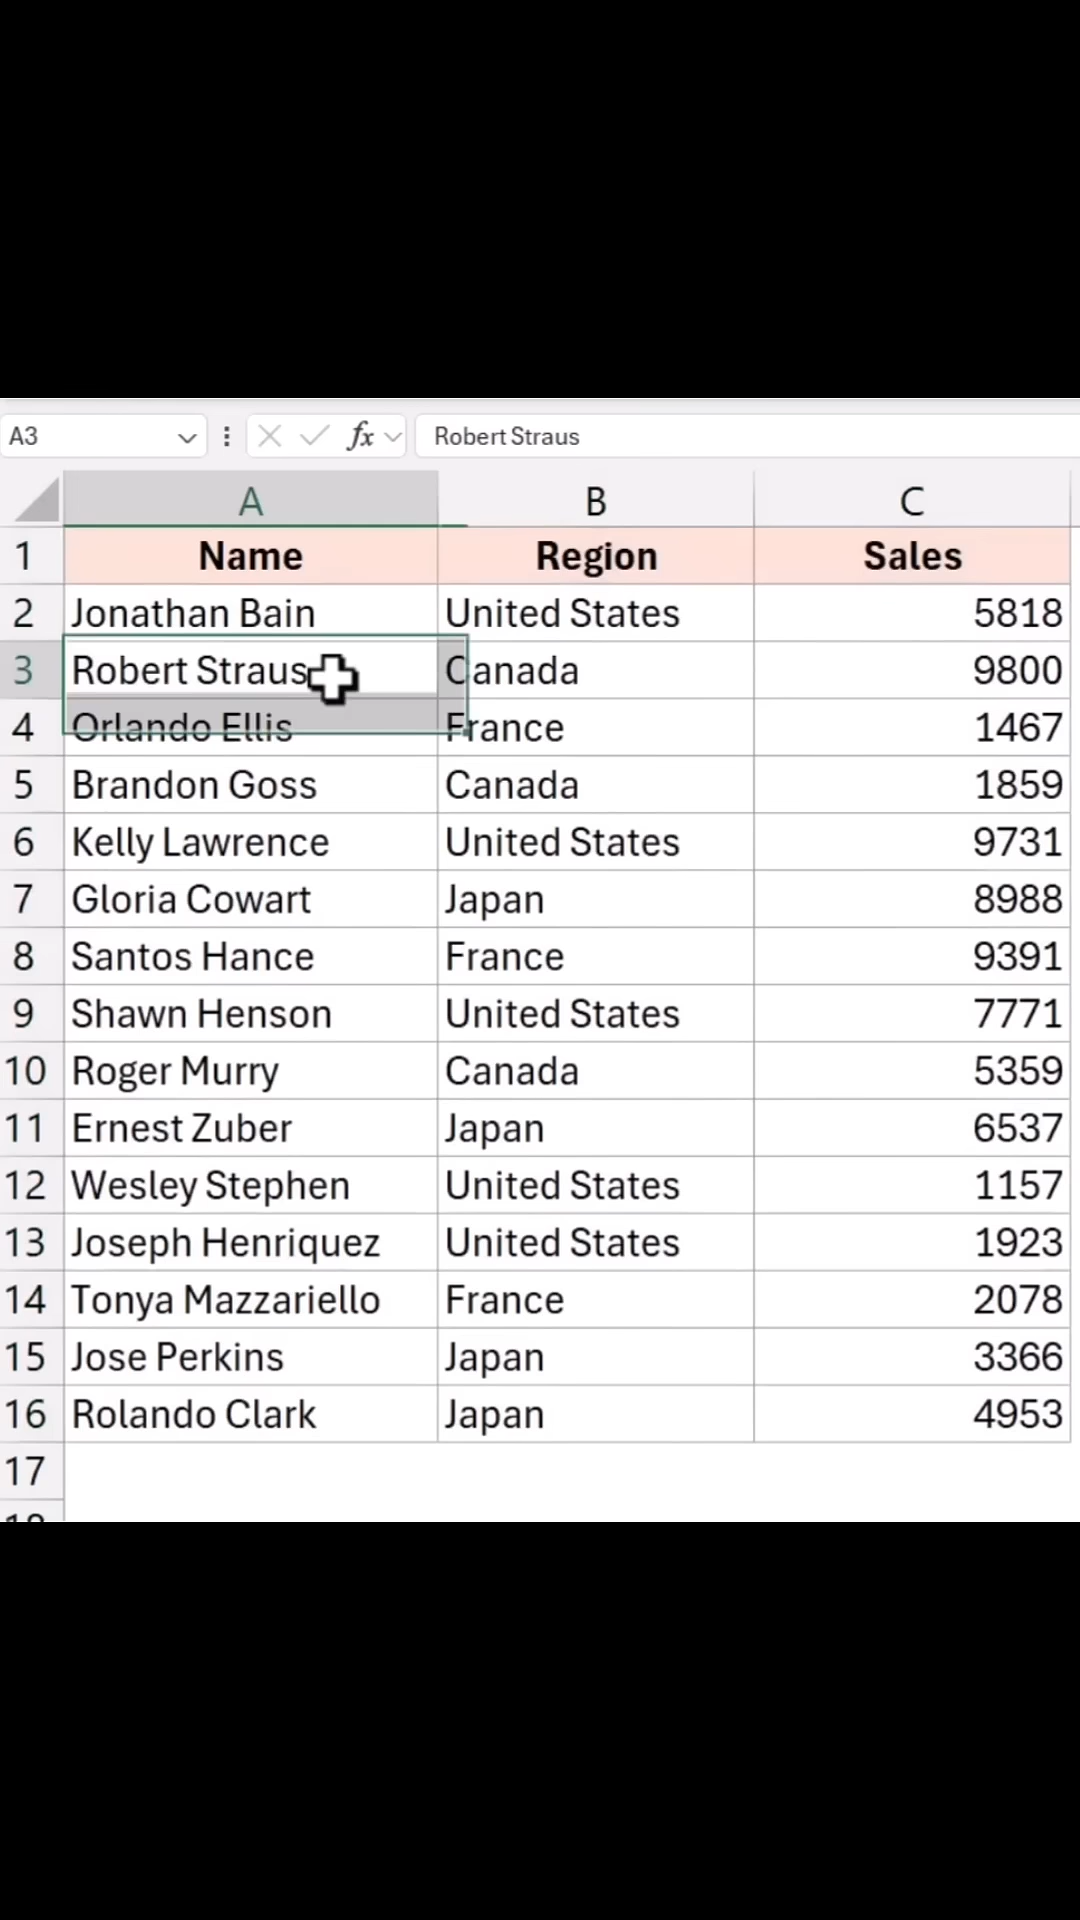 A3 fx Robert Straus
A B C
1 Name Region Sales
2 Jonathan Bain United States 5818
3 Robert Straus Canada 9800
4 Orlando Ellis France 1467
5 Brandon Goss Canada 1859
6 Kelly Lawrence United States 9731
7 Gloria Cowart Japan 8988
8 Santos Hance France 9391
9 Shawn Henson United States 7771
10 Roger Murry Canada 5359
11 Ernest Zuber Japan 6537
12 Wesley Stephen United States 1157
13 Joseph Henriquez United States 1923
14 Tonya Mazzariello France 2078
15 Jose Perkins Japan 3366
16 Rolando Clark Japan 4953
17